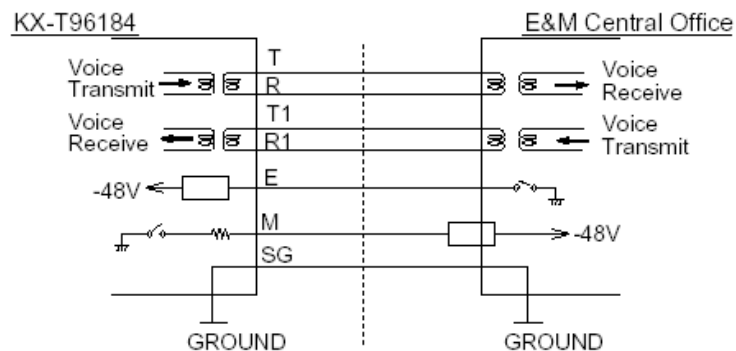 KX-T96184
E&M Central Office
T
Voice
Transmit
R
Voice
Receive
T1
Voice
Receive
R1
Voice
Transmit
E
-48V
M
-48V
SG
GROUND
GROUND